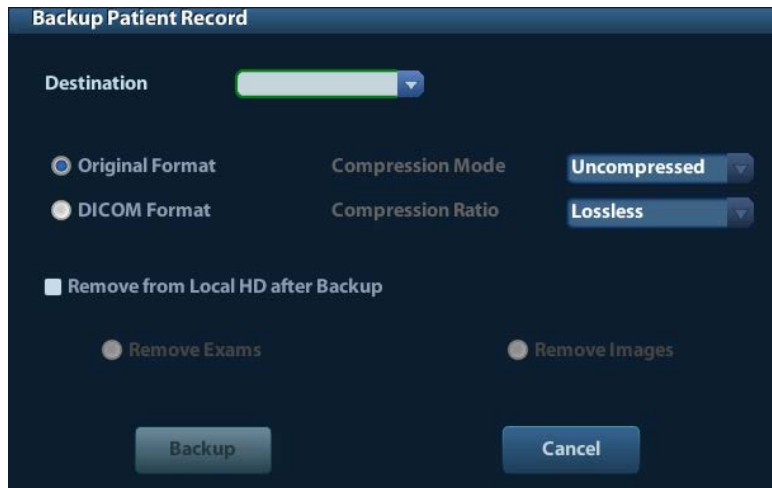 Backup Patient Record
Destination
Original Format Compression Mode Uncompressed
DICOM Format Compression Ratio Lossless
Remove from Local HD after Backup
Remove Exams Remove Images
Backup Cancel